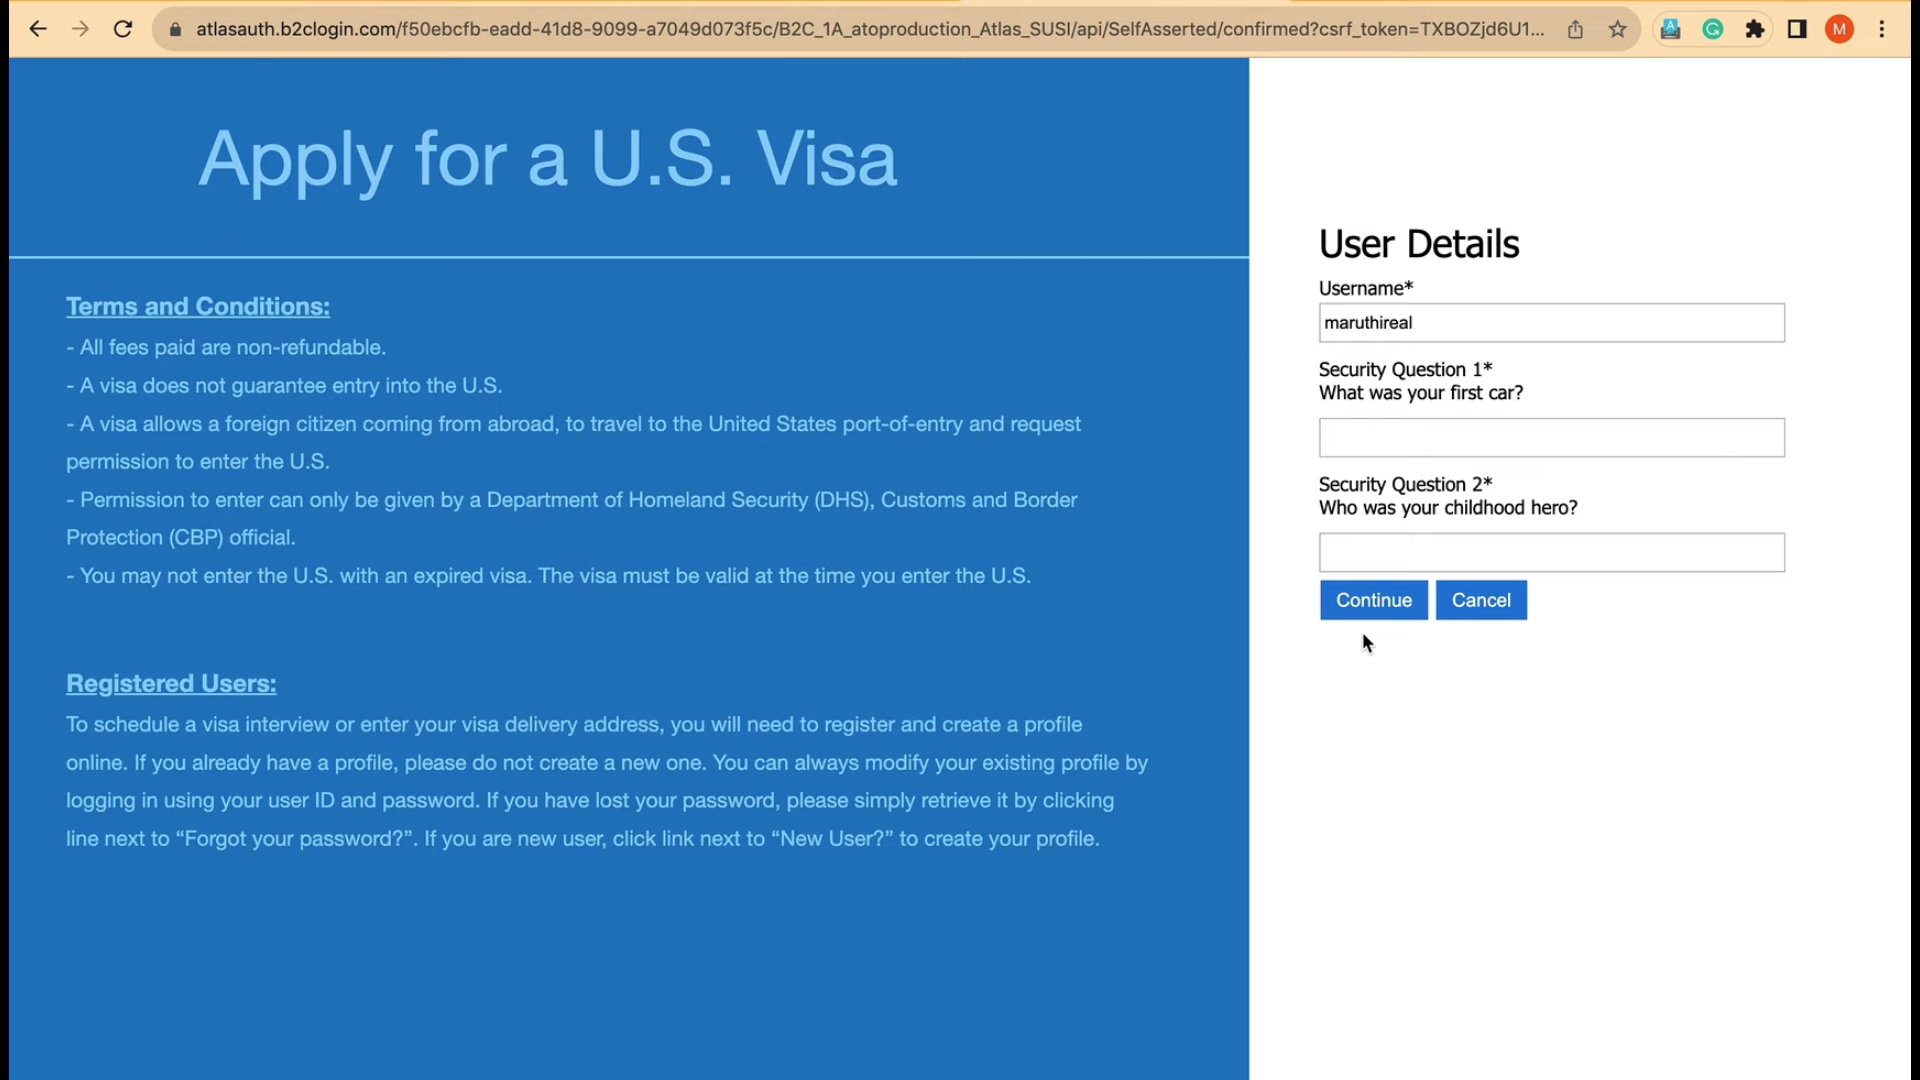 atlasauth.b2clogin.com/f50ebcfb-eadd-41d8-9099-a7049d073f5c/B2C_1A_atoproduction_Atlas_SUSI/api/SelfAsserted/confirmed?csrf_token=TXBOZjd6U1...
M
Apply for a U.S. Visa
Terms and Conditions:
- All fees paid are non-refundable.
- A visa does not guarantee entry into the U.S.
- A visa allows a foreign citizen coming from abroad, to travel to the United States port-of-entry and request
permission to enter the U.S.
- Permission to enter can only be given by a Department of Homeland Security (DHS), Customs and Border
Protection (CBP) official.
- You may not enter the U.S. with an expired visa. The visa must be valid at the time you enter the U.S.
Registered Users:
To schedule a visa interview or enter your visa delivery address, you will need to register and create a profile
online. If you already have a profile, please do not create a new one. You can always modify your existing profile by
logging in using your user ID and password. If you have lost your password, please simply retrieve it by clicking
line next to “Forgot your password?”. If you are new user, click link next to “New User?” to create your profile.
User Details
Username*
maruthireal
Security Question 1*
What was your first car?
Security Question 2*
Who was your childhood hero?
Continue Cancel